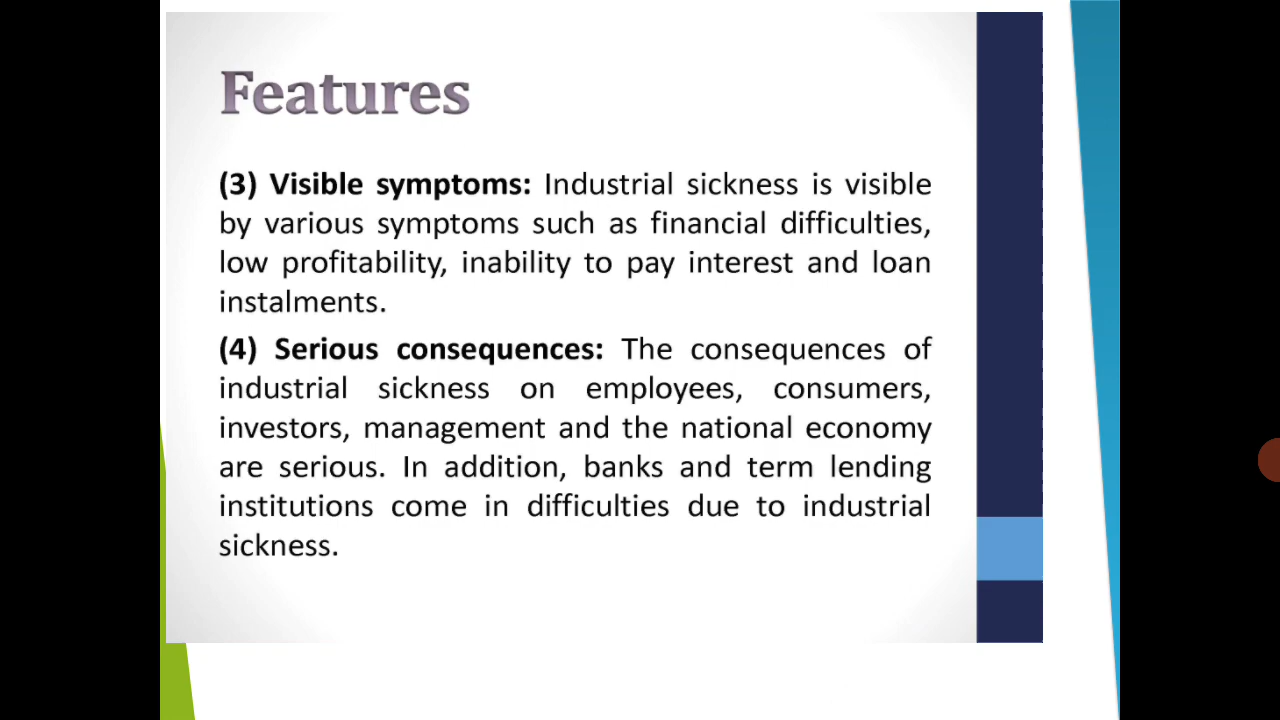 Features
(3) Visible symptoms: Industrial sickness is visible
by various symptoms such as financial difficulties,
low profitability, inability to pay interest and loan
instalments.
(4) Serious consequences: The consequences of
industrial sickness on employees, consumers,
investors, management and the national economy
are serious. In addition, banks and term lending
institutions come in difficulties due to industrial
sickness.